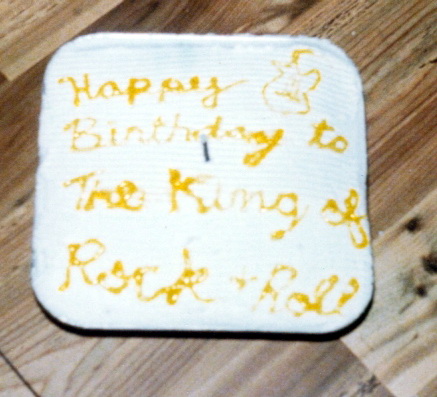 Happy
Birthday to
The King of
Rock + Roll